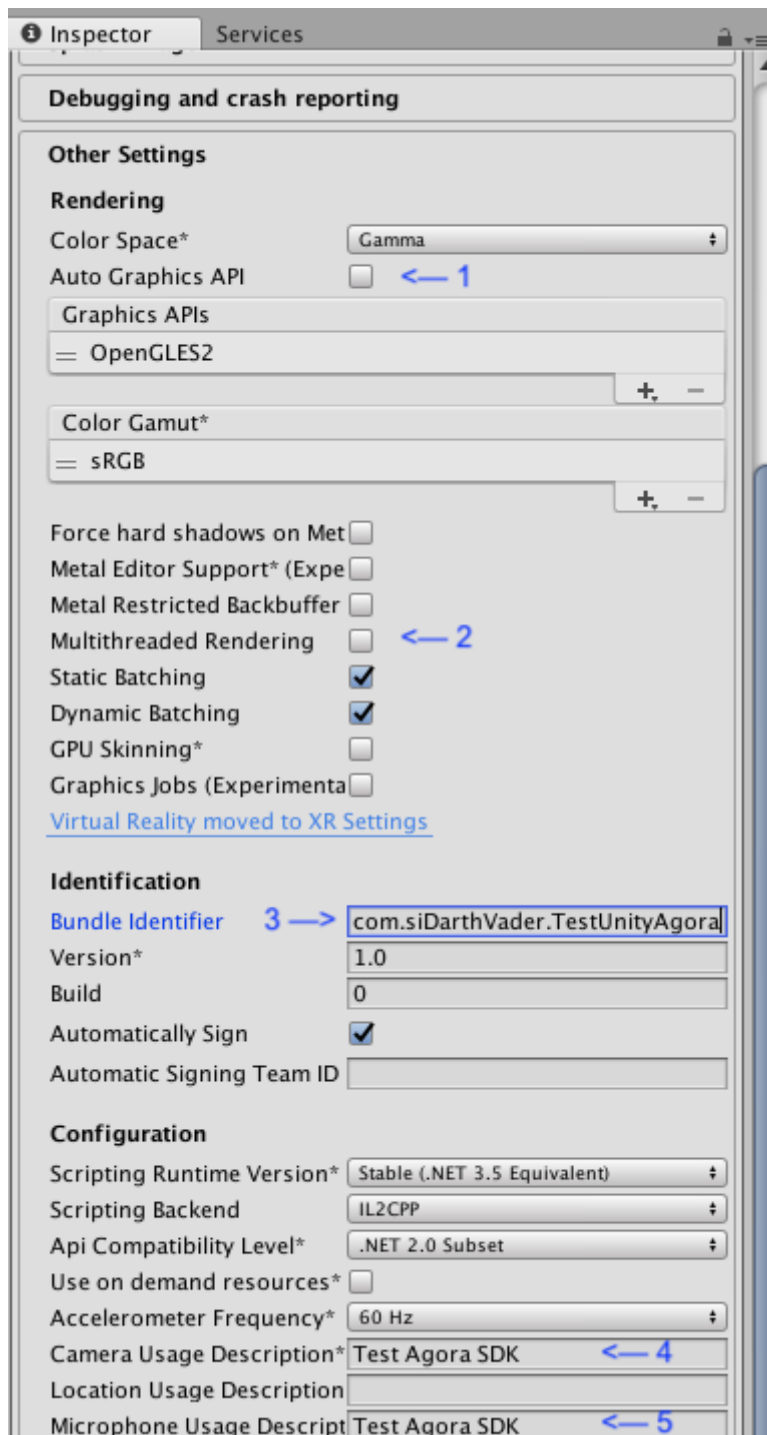 Inspector Services
Debugging and crash reporting
Other Settings
Rendering
Color Space* Gamma
Auto Graphics API <— 1
Graphics APIs
= OpenGLES2
+ −
Color Gamut*
= sRGB
+ −
Force hard shadows on Met
Metal Editor Support* (Expe
Metal Restricted Backbuffer
Multithreaded Rendering <— 2
Static Batching
Dynamic Batching
GPU Skinning*
Graphics Jobs (Experimenta
Virtual Reality moved to XR Settings
Identification
Bundle Identifier 3 —> com.siDarthVader.TestUnityAgora
Version* 1.0
Build 0
Automatically Sign
Automatic Signing Team ID
Configuration
Scripting Runtime Version* Stable (.NET 3.5 Equivalent)
Scripting Backend IL2CPP
Api Compatibility Level* .NET 2.0 Subset
Use on demand resources*
Accelerometer Frequency* 60 Hz
Camera Usage Description* Test Agora SDK <— 4
Location Usage Description
Microphone Usage Descript Test Agora SDK <— 5